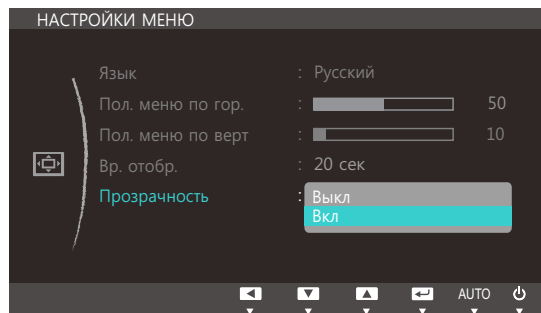 НАСТРОЙКИ МЕНЮ
Язык : Русский
Пол. меню по гор. : 50
Пол. меню по верт : 10
Вр. отобр. : 20 сек
Прозрачность : Выкл
Вкл
AUTO